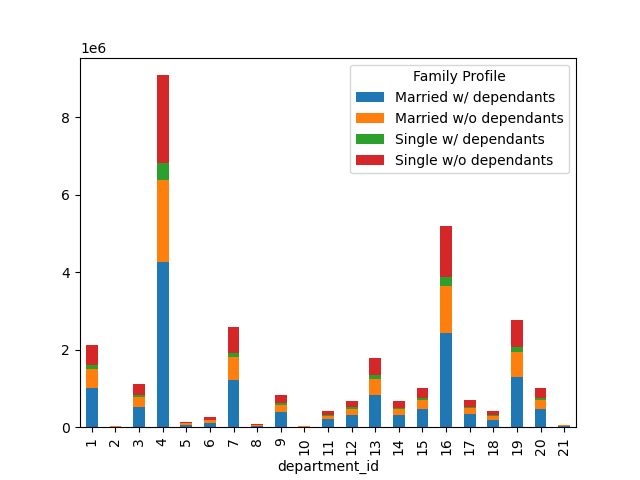 1e6
8
6
4
2
0
Family Profile
Married w/ dependants
Married w/o dependants
Single w/ dependants
Single w/o dependants
1 2 3 4 5 6 7 8 9 10 11 12 13 14 15 16 17 18 19 20 21
department_id